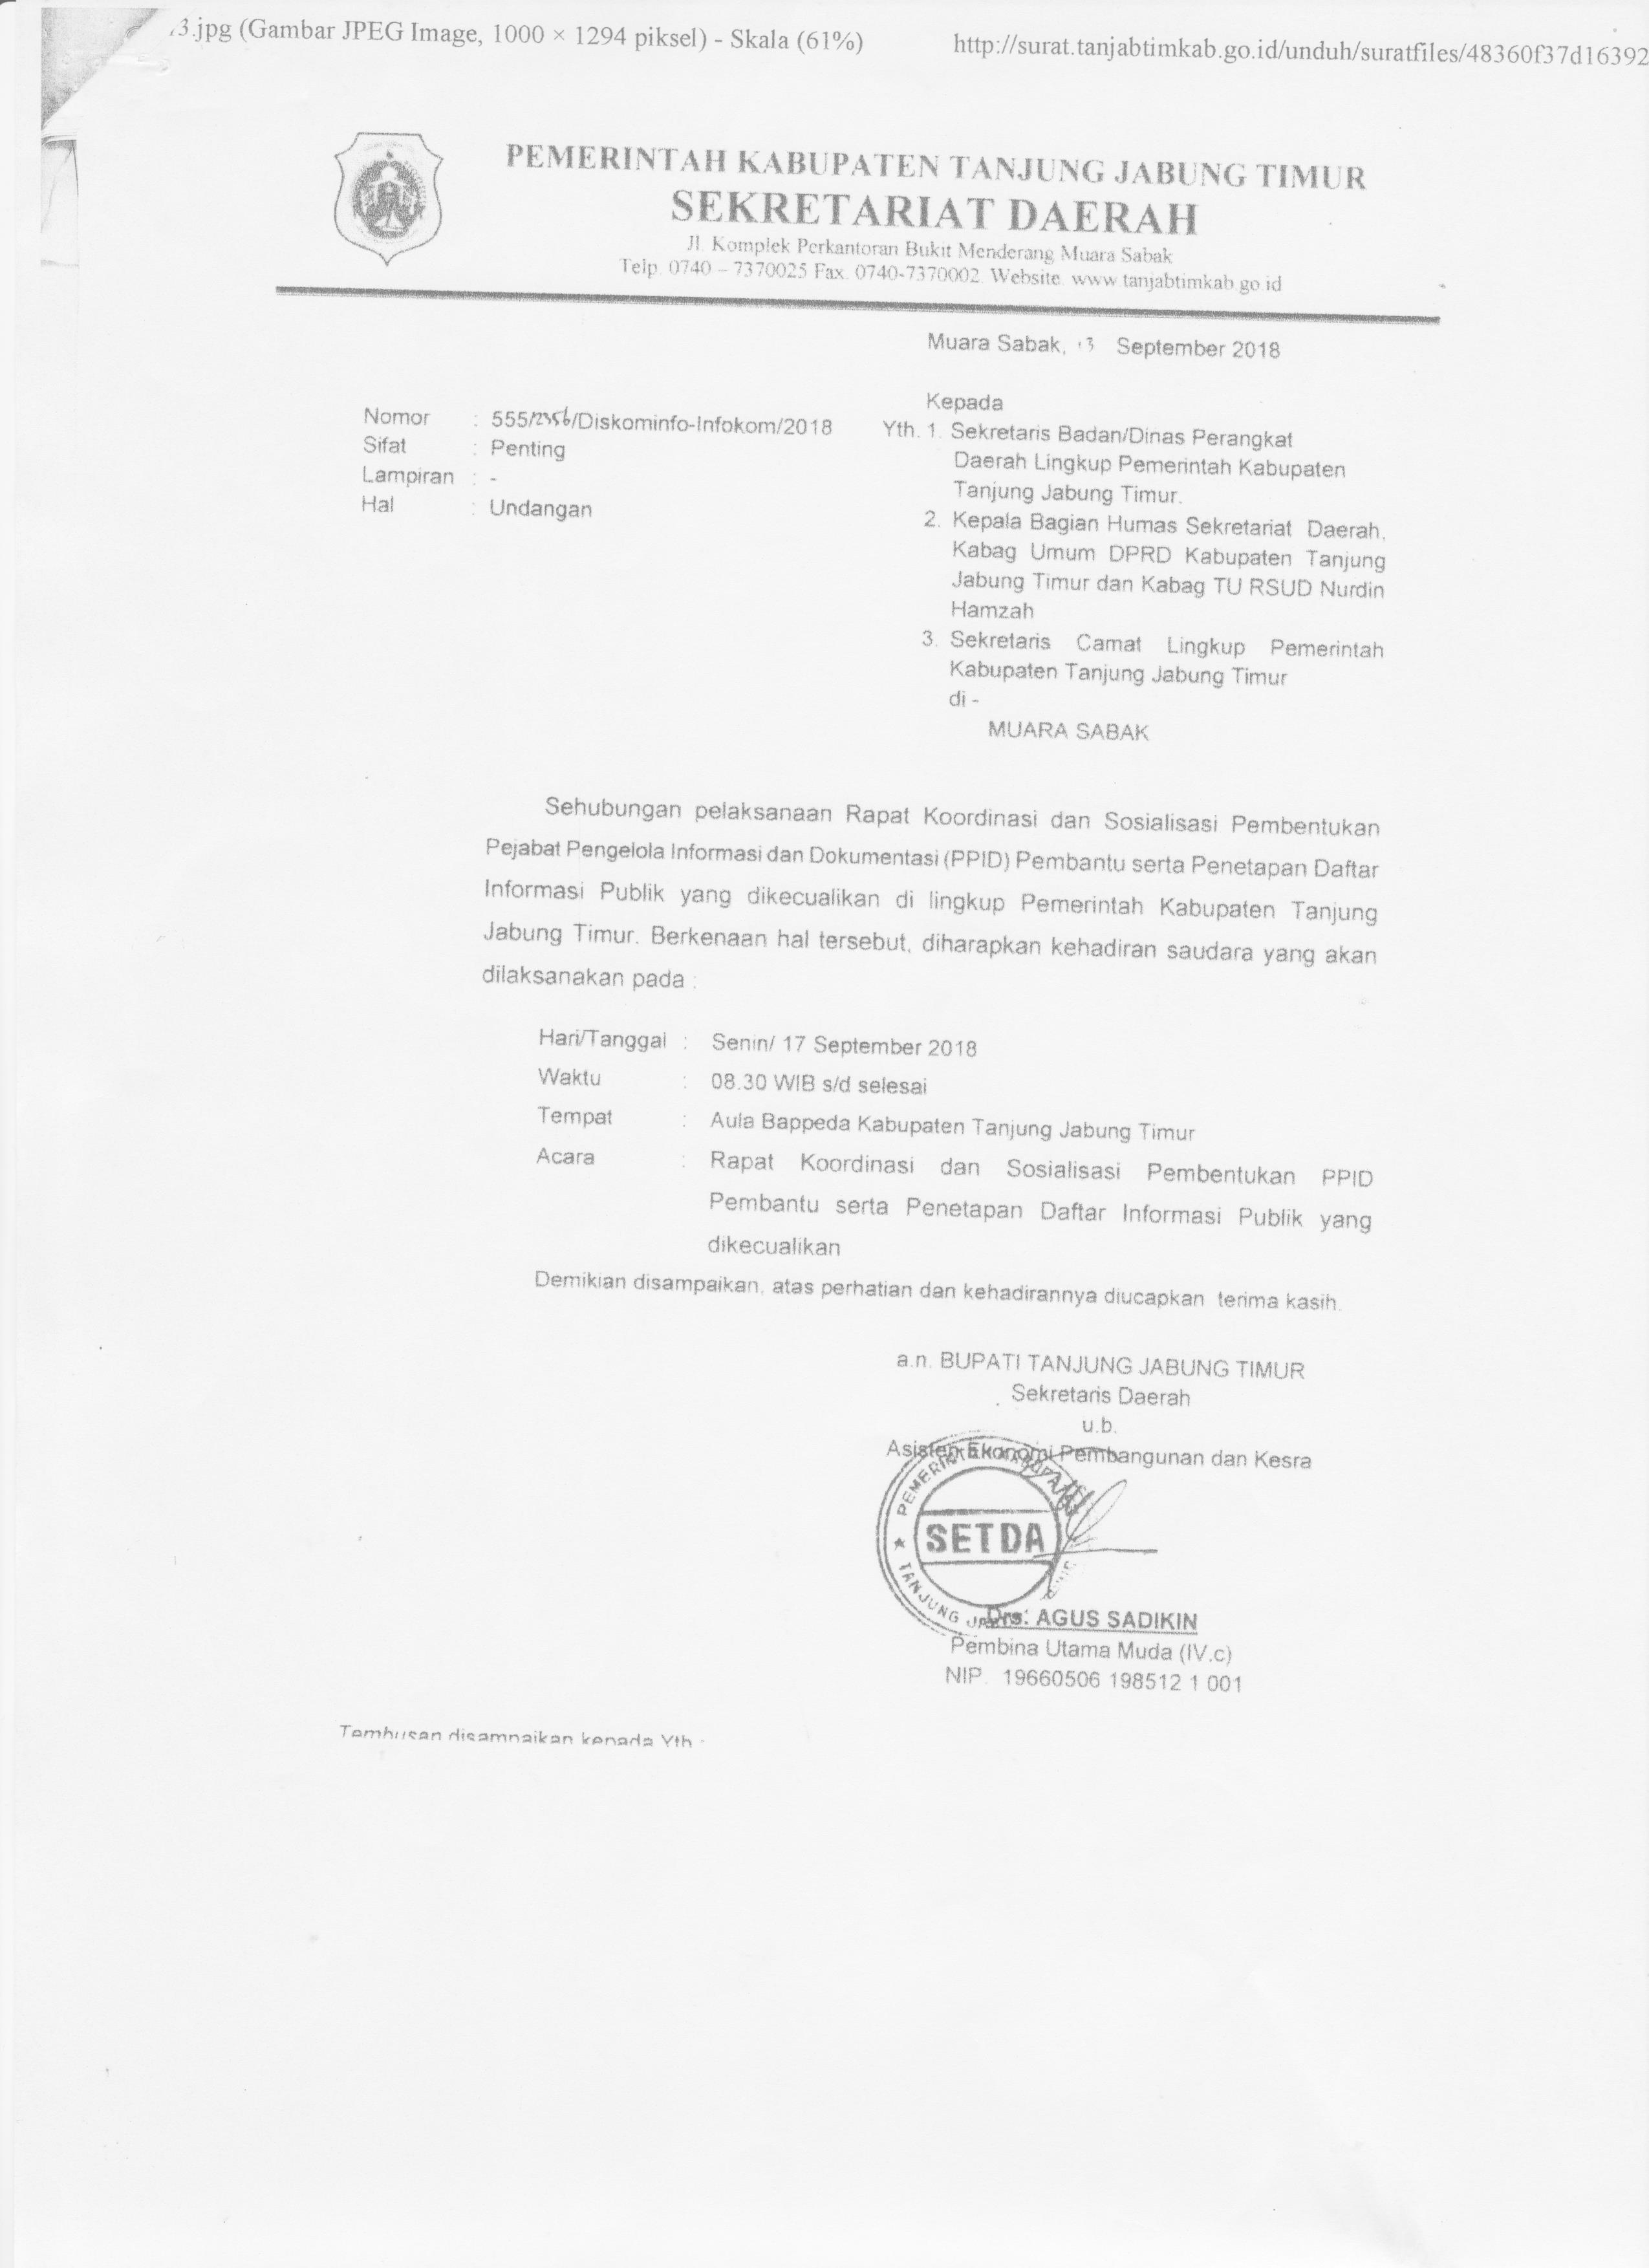 3.jpg (Gambar JPEG Image, 1000 × 1294 piksel) - Skala (61%) http://surat.tanjabtimkab.go.id/unduh/suratfiles/48360f37d16392
PEMERINTAH KABUPATEN TANJUNG JABUNG TIMUR
SEKRETARIAT DAERAH
Jl. Komplek Perkantoran Bukit Menderang Muara Sabak
Telp. 0740 – 7370025 Fax. 0740-7370002. Website. www.tanjabtimkab.go.id
Muara Sabak, 13 September 2018
Nomor : 555/2356/Diskominfo-Infokom/2018
Sifat : Penting
Lampiran : -
Hal : Undangan
Kepada
Yth. 1. Sekretaris Badan/Dinas Perangkat
Daerah Lingkup Pemerintah Kabupaten
Tanjung Jabung Timur.
2. Kepala Bagian Humas Sekretariat Daerah,
Kabag Umum DPRD Kabupaten Tanjung
Jabung Timur dan Kabag TU RSUD Nurdin
Hamzah
3. Sekretaris Camat Lingkup Pemerintah
Kabupaten Tanjung Jabung Timur
di -
MUARA SABAK
Sehubungan pelaksanaan Rapat Koordinasi dan Sosialisasi Pembentukan
Pejabat Pengelola Informasi dan Dokumentasi (PPID) Pembantu serta Penetapan Daftar
Informasi Publik yang dikecualikan di lingkup Pemerintah Kabupaten Tanjung
Jabung Timur. Berkenaan hal tersebut, diharapkan kehadiran saudara yang akan
dilaksanakan pada :
Hari/Tanggal : Senin/ 17 September 2018
Waktu : 08.30 WIB s/d selesai
Tempat : Aula Bappeda Kabupaten Tanjung Jabung Timur
Acara : Rapat Koordinasi dan Sosialisasi Pembentukan PPID
Pembantu serta Penetapan Daftar Informasi Publik yang
dikecualikan
Demikian disampaikan, atas perhatian dan kehadirannya diucapkan terima kasih.
a.n. BUPATI TANJUNG JABUNG TIMUR
Sekretaris Daerah
u.b.
Asisten Ekonomi Pembangunan dan Kesra
PEMERINTAH KABUPATEN
SETDA
TANJUNG
Drs. AGUS SADIKIN
Pembina Utama Muda (IV.c)
NIP. 19660506 198512 1 001
Tembusan disampaikan kepada Yth :